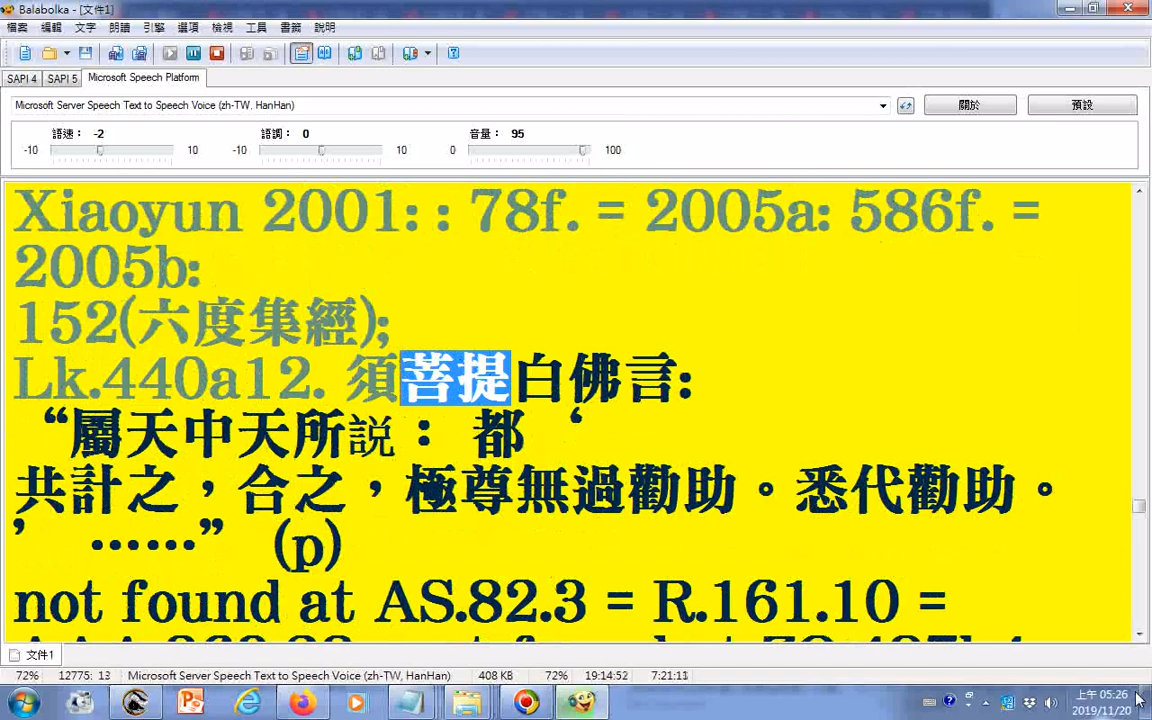 Balabolka - [文件1]
檔案 編輯 文字 朗讀 引擎 選項 檢視 工具 書籤 說明
SAPI 4 SAPI 5 Microsoft Speech Platform
Microsoft Server Speech Text to Speech Voice (zh-TW, HanHan) 關於 預設
語速： -2 語調： 0 音量： 95
-10 10 -10 10 0 100
Xiaoyun 2001: : 78f. = 2005a: 586f. =
2005b:
152(六度集經);
Lk.440a12. 須菩提白佛言:
“屬天中天所説： 都 ‘
共計之，合之，極尊無過勸助。悉代勸助。
’ ……” (p)
not found at AS.82.3 = R.161.10 =
文件1
72% 12775: 13 Microsoft Server Speech Text to Speech Voice (zh-TW, HanHan) 408 KB 72% 19:14:52 7:21:11
上午 05:26
2019/11/20